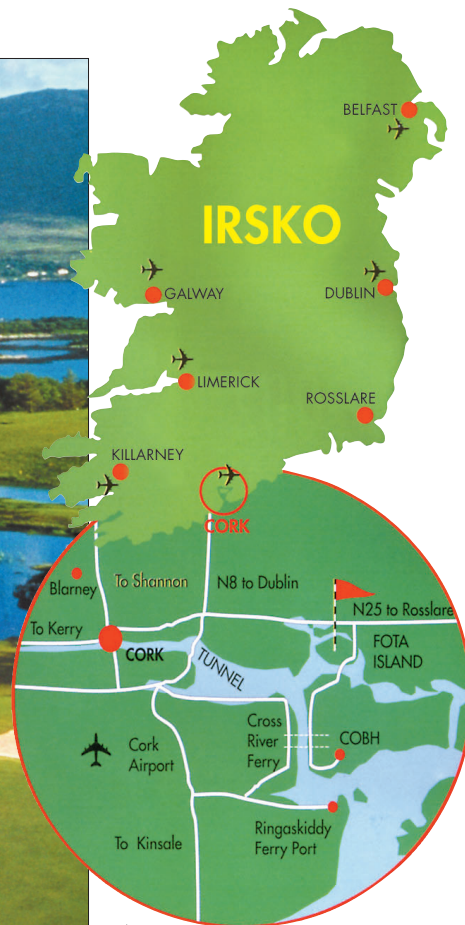 BELFAST
IRSKO
GALWAY
DUBLIN
LIMERICK
ROSSLARE
KILLARNEY
CORK
Blarney
To Shannon
N8 to Dublin
N25 to Rosslare
To Kerry
CORK
TUNNEL
FOTA
ISLAND
Cross
River
Ferry
COBH
Cork
Airport
To Kinsale
Ringaskiddy
Ferry Port